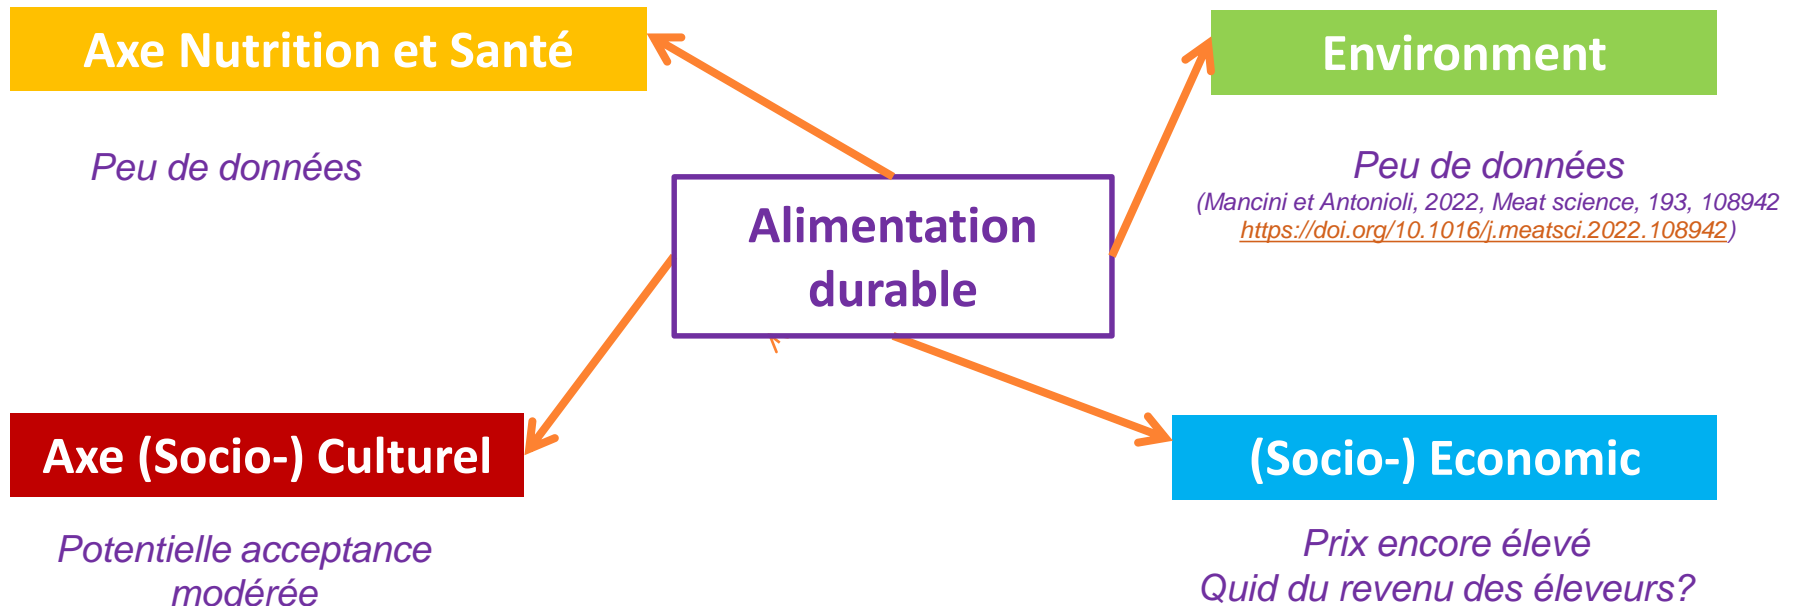 Axe Nutrition et Santé
Peu de données
Environment
Peu de données
(Mancini et Antonioli, 2022, Meat science, 193, 108942
https://doi.org/10.1016/j.meatsci.2022.108942)
Alimentation
durable
Axe (Socio-) Culturel
Potentielle acceptance
modérée
(Socio-) Economic
Prix encore élevé
Quid du revenu des éleveurs?